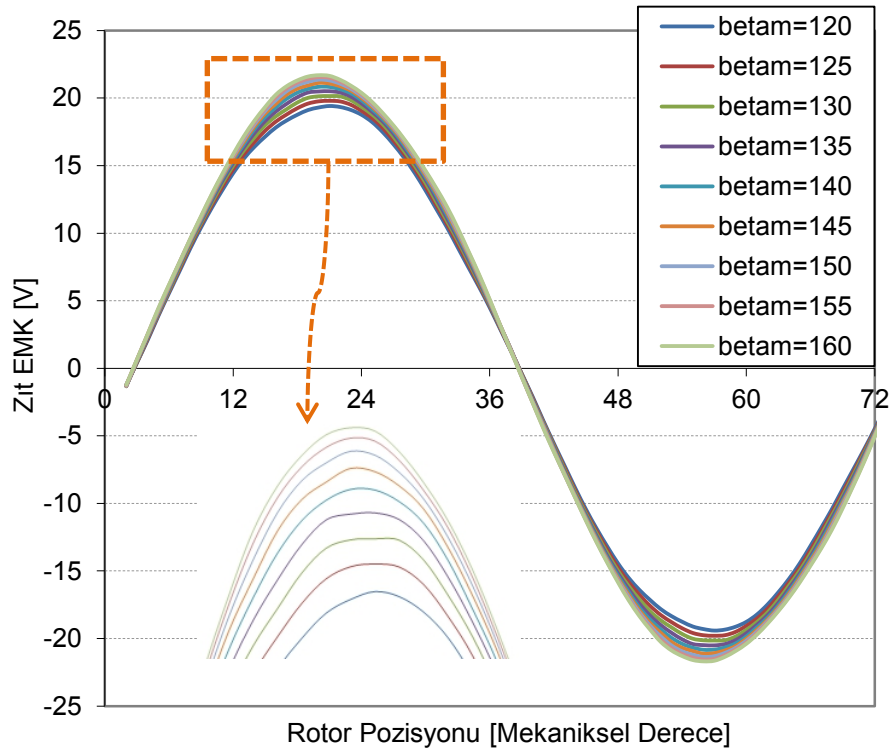 25
20
15
10
5
0
-5
-10
-15
-20
-25
0
12
24
36
48
60
72
Zıt EMK [V]
Rotor Pozisyonu [Mekaniksel Derece]
betam=120
betam=125
betam=130
betam=135
betam=140
betam=145
betam=150
betam=155
betam=160